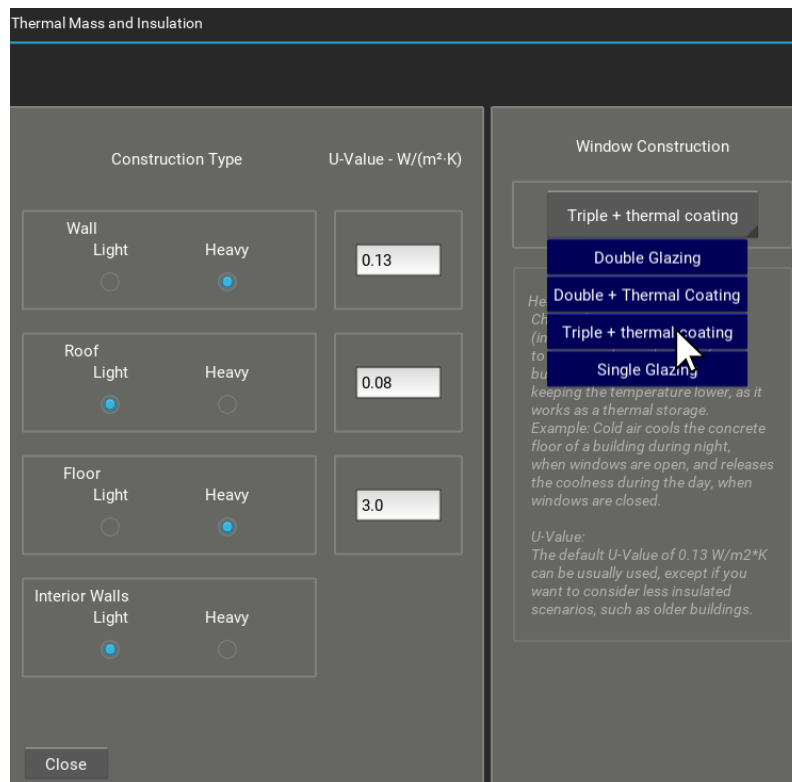 Thermal Mass and Insulation
Construction Type
U-Value - W/(m²·K)
Wall
Light
Heavy
0.13
Roof
Light
Heavy
0.08
Floor
Light
Heavy
3.0
Interior Walls
Light
Heavy
Close
Window Construction
Triple + thermal coating
Double Glazing
Double + Thermal Coating
Triple + thermal coating
Single Glazing
keeping the temperature lower, as it
works as a thermal storage.
Example: Cold air cools the concrete
floor of a building during night,
when windows are open, and releases
the coolness during the day, when
windows are closed.
U-Value:
The default U-Value of 0.13 W/m2*K
can be usually used, except if you
want to consider less insulated
scenarios, such as older buildings.